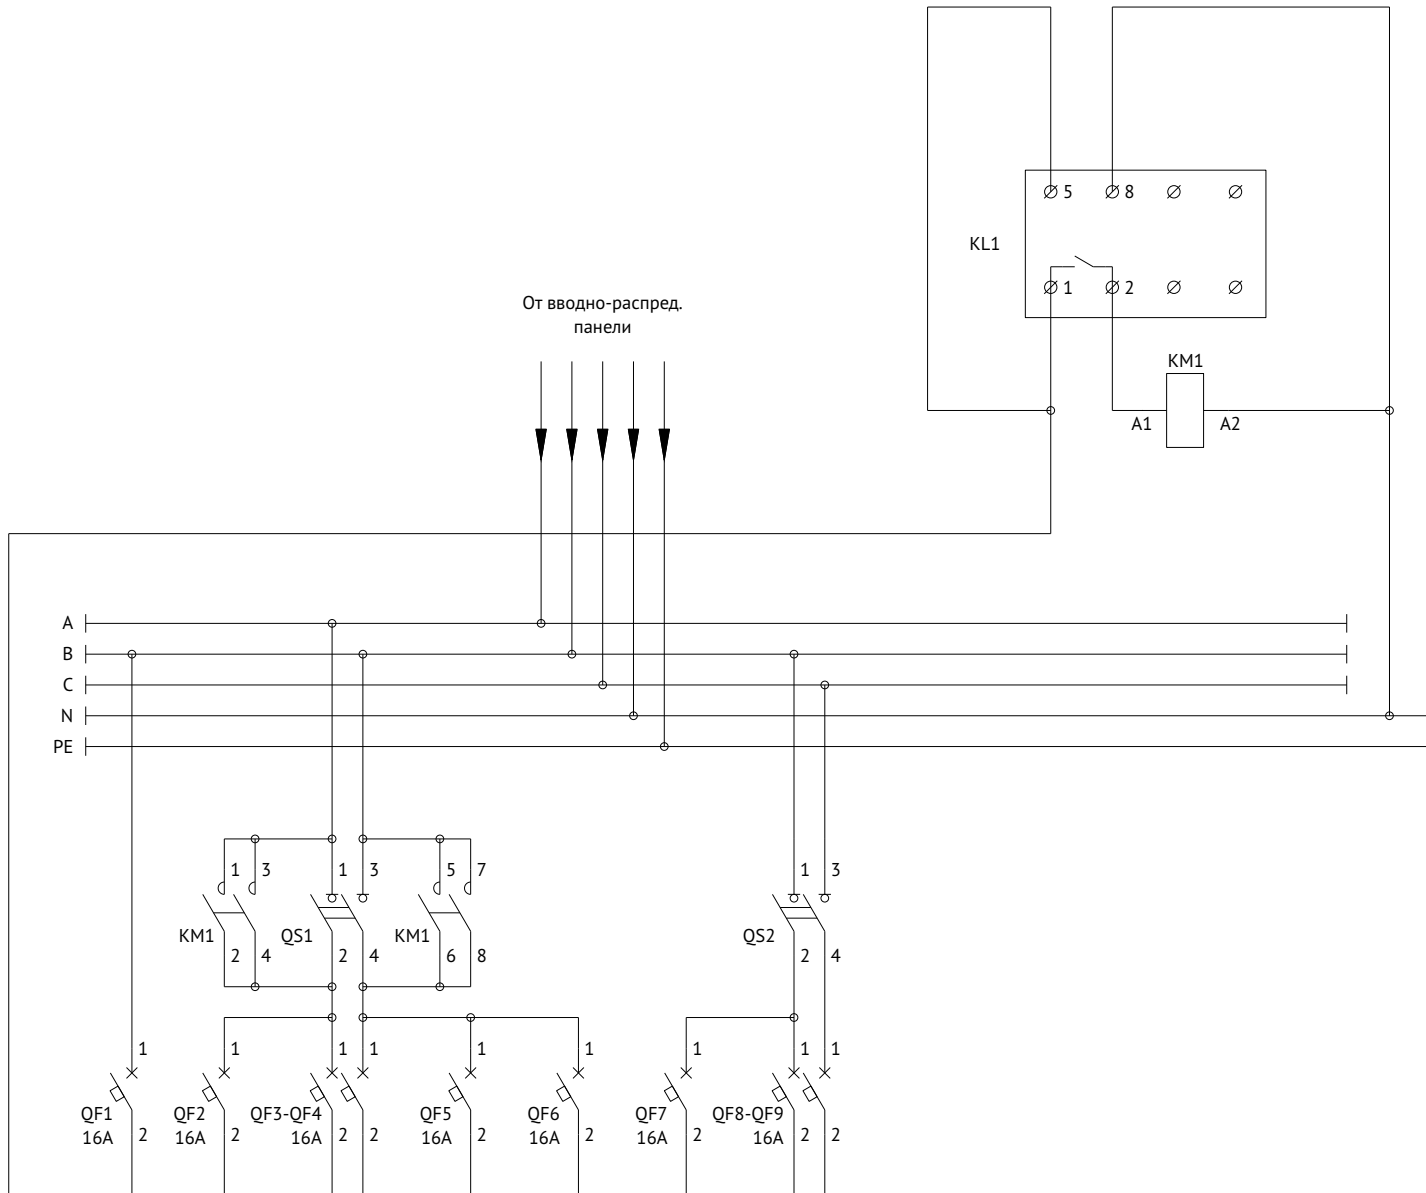 5 8
KL1
1 2
От вводно-распред.
панели
KM1
A1 A2
A
B
C
N
PE
1 3 1 3 5 7 1 3
KM1 QS1 KM1 QS2
2 4 2 4 6 8 2 4
1 1 1 1 1 1 1 1 1
QF1 QF2 QF3-QF4 QF5 QF6 QF7 QF8-QF9
16A 2 16A 2 16A 2 2 16A 2 16A 2 16A 2 16A 2 2